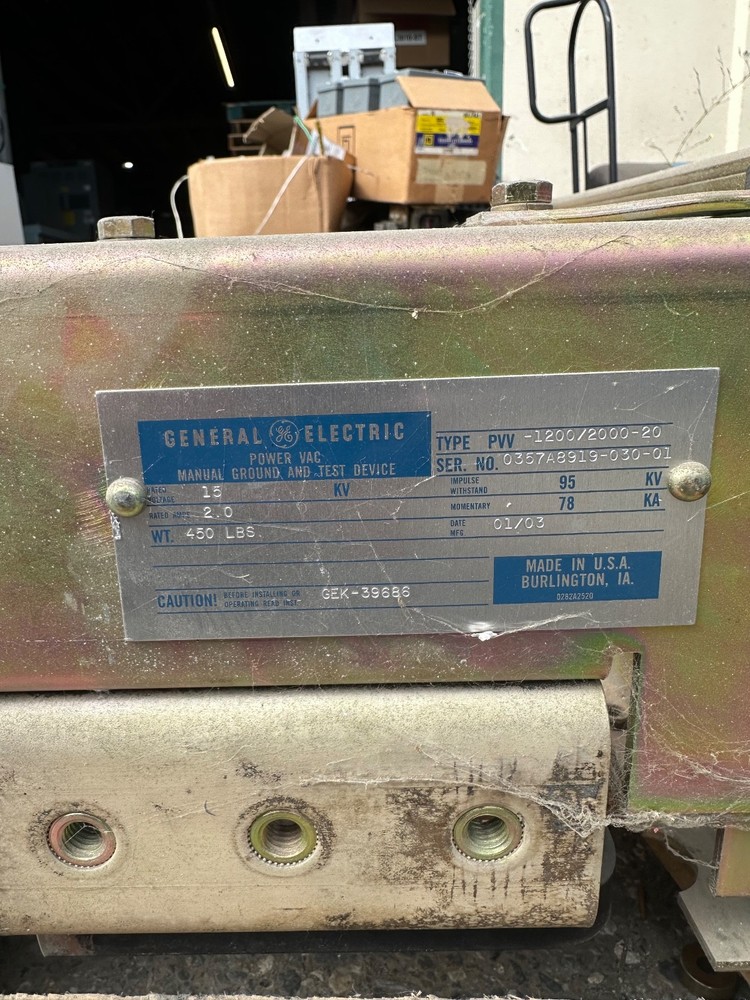 GENERAL GE ELECTRIC
POWER VAC
MANUAL GROUND AND TEST DEVICE
TYPE PVV -1200/2000-20
SER. NO. 0357A8919-030-01
RATED VOLTAGE 15 KV
IMPULSE WITHSTAND 95 KV
RATED AMPS 2.0
MOMENTARY 78 KA
WT. 450 LBS.
DATE MFG. 01/03
MADE IN U.S.A.
BURLINGTON, IA.
0282A2520
CAUTION! BEFORE INSTALLING OR OPERATING READ INST. GEK-39686